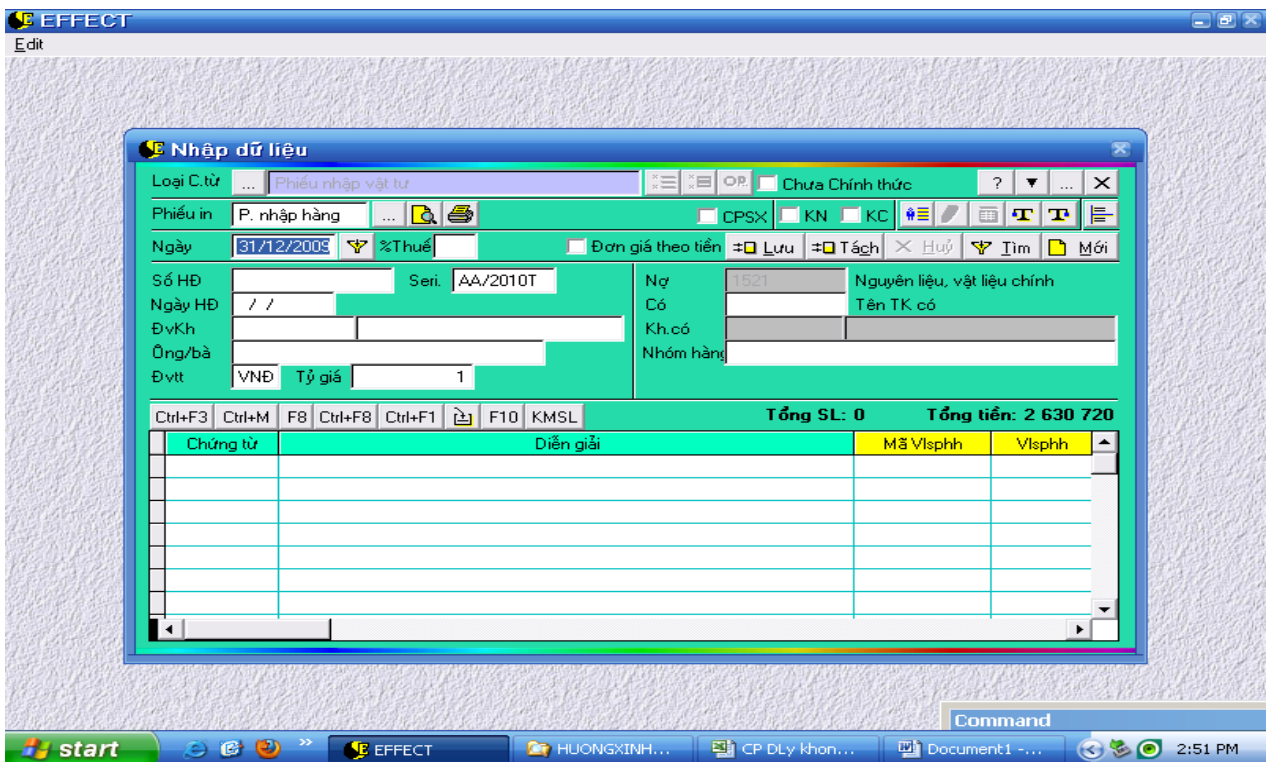 EFFECT
Edit
Nhập dữ liệu
Loại C.từ ... Phiếu nhập vật tư OP. Chưa Chính thức ? ...
Phiếu in P. nhập hàng ... CPSX KN KC T T
Ngày 31/12/2009 %Thuế Đơn giá theo tiền Lưu Tách Huỷ Tìm Mới
Số HĐ Seri. AA/2010T Nợ 1521 Nguyên liệu, vật liệu chính
Ngày HĐ / / Có Tên TK có
ĐvKh Kh.có
Ông/bà Nhóm hàng
Đvtt VNĐ Tỷ giá 1
Ctrl+F3 Ctrl+M F8 Ctrl+F8 Ctrl+F1 F10 KMSL Tổng SL: 0 Tổng tiền: 2 630 720
Chứng từ Diễn giải Mã Vlsphh Vlsphh
Command
start » EFFECT HUONGXINH... CP DLy khon... Document1 -... 2:51 PM